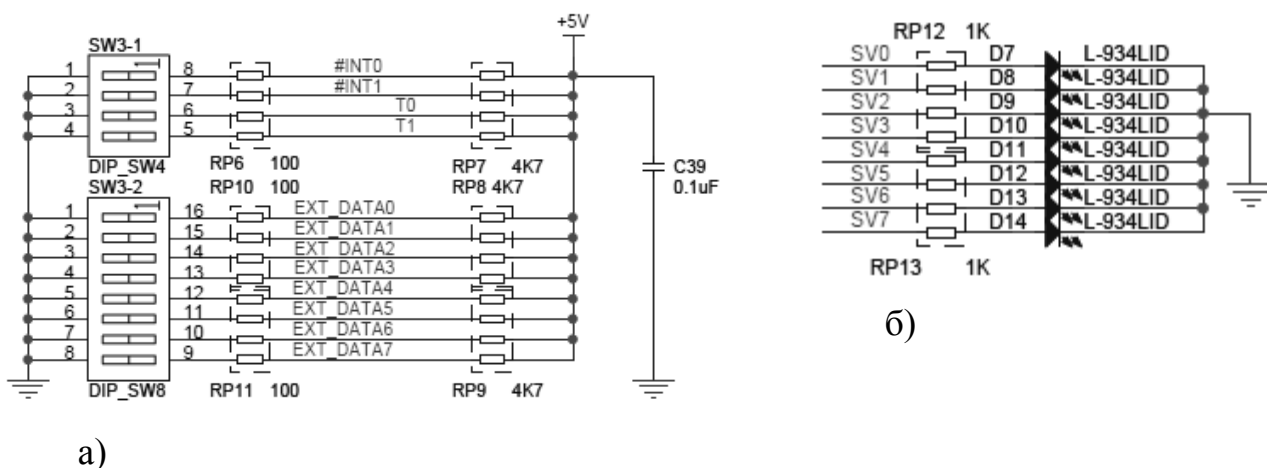 +5V
SW3-1
1 8 #INT0
2 7 #INT1
3 6 T0
4 5 T1
DIP_SW4 RP6 100 RP7 4K7
SW3-2 RP10 100 RP8 4K7
C39
0.1uF
1 16 EXT_DATA0
2 15 EXT_DATA1
3 14 EXT_DATA2
4 13 EXT_DATA3
5 12 EXT_DATA4
6 11 EXT_DATA5
7 10 EXT_DATA6
8 9 EXT_DATA7
DIP_SW8 RP11 100 RP9 4K7
а)
RP12 1K
SV0 D7 L-934LID
SV1 D8 L-934LID
SV2 D9 L-934LID
SV3 D10 L-934LID
SV4 D11 L-934LID
SV5 D12 L-934LID
SV6 D13 L-934LID
SV7 D14 L-934LID
RP13 1K
б)